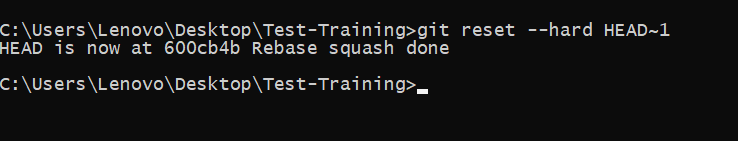 C:\Users\Lenovo\Desktop\Test-Training>git reset --hard HEAD~1
HEAD is now at 600cb4b Rebase squash done
C:\Users\Lenovo\Desktop\Test-Training>